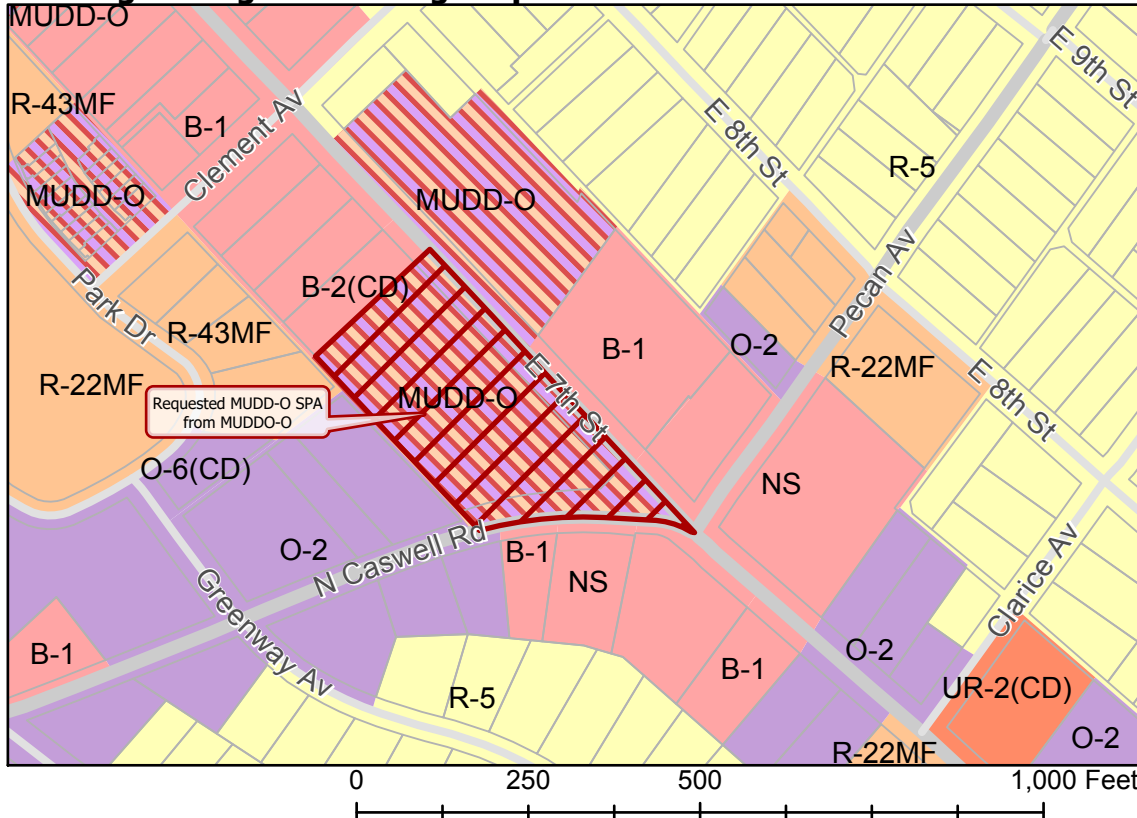 MUDD-O
E 9th St
R-43MF
B-1
Clement Av
E 8th St
R-5
MUDD-O
MUDD-O
Park Dr
B-2(CD)
Pecan Av
R-43MF
B-1
O-2
R-22MF
R-22MF
E 7th St
MUDD-O
E 8th St
Requested MUDD-O SPA
from MUDDO-O
O-6(CD)
NS
O-2
N Caswell Rd
B-1
NS
Greenway Av
Clarice Av
B-1
B-1
O-2
R-5
UR-2(CD)
R-22MF
O-2
0 250 500 1,000 Feet